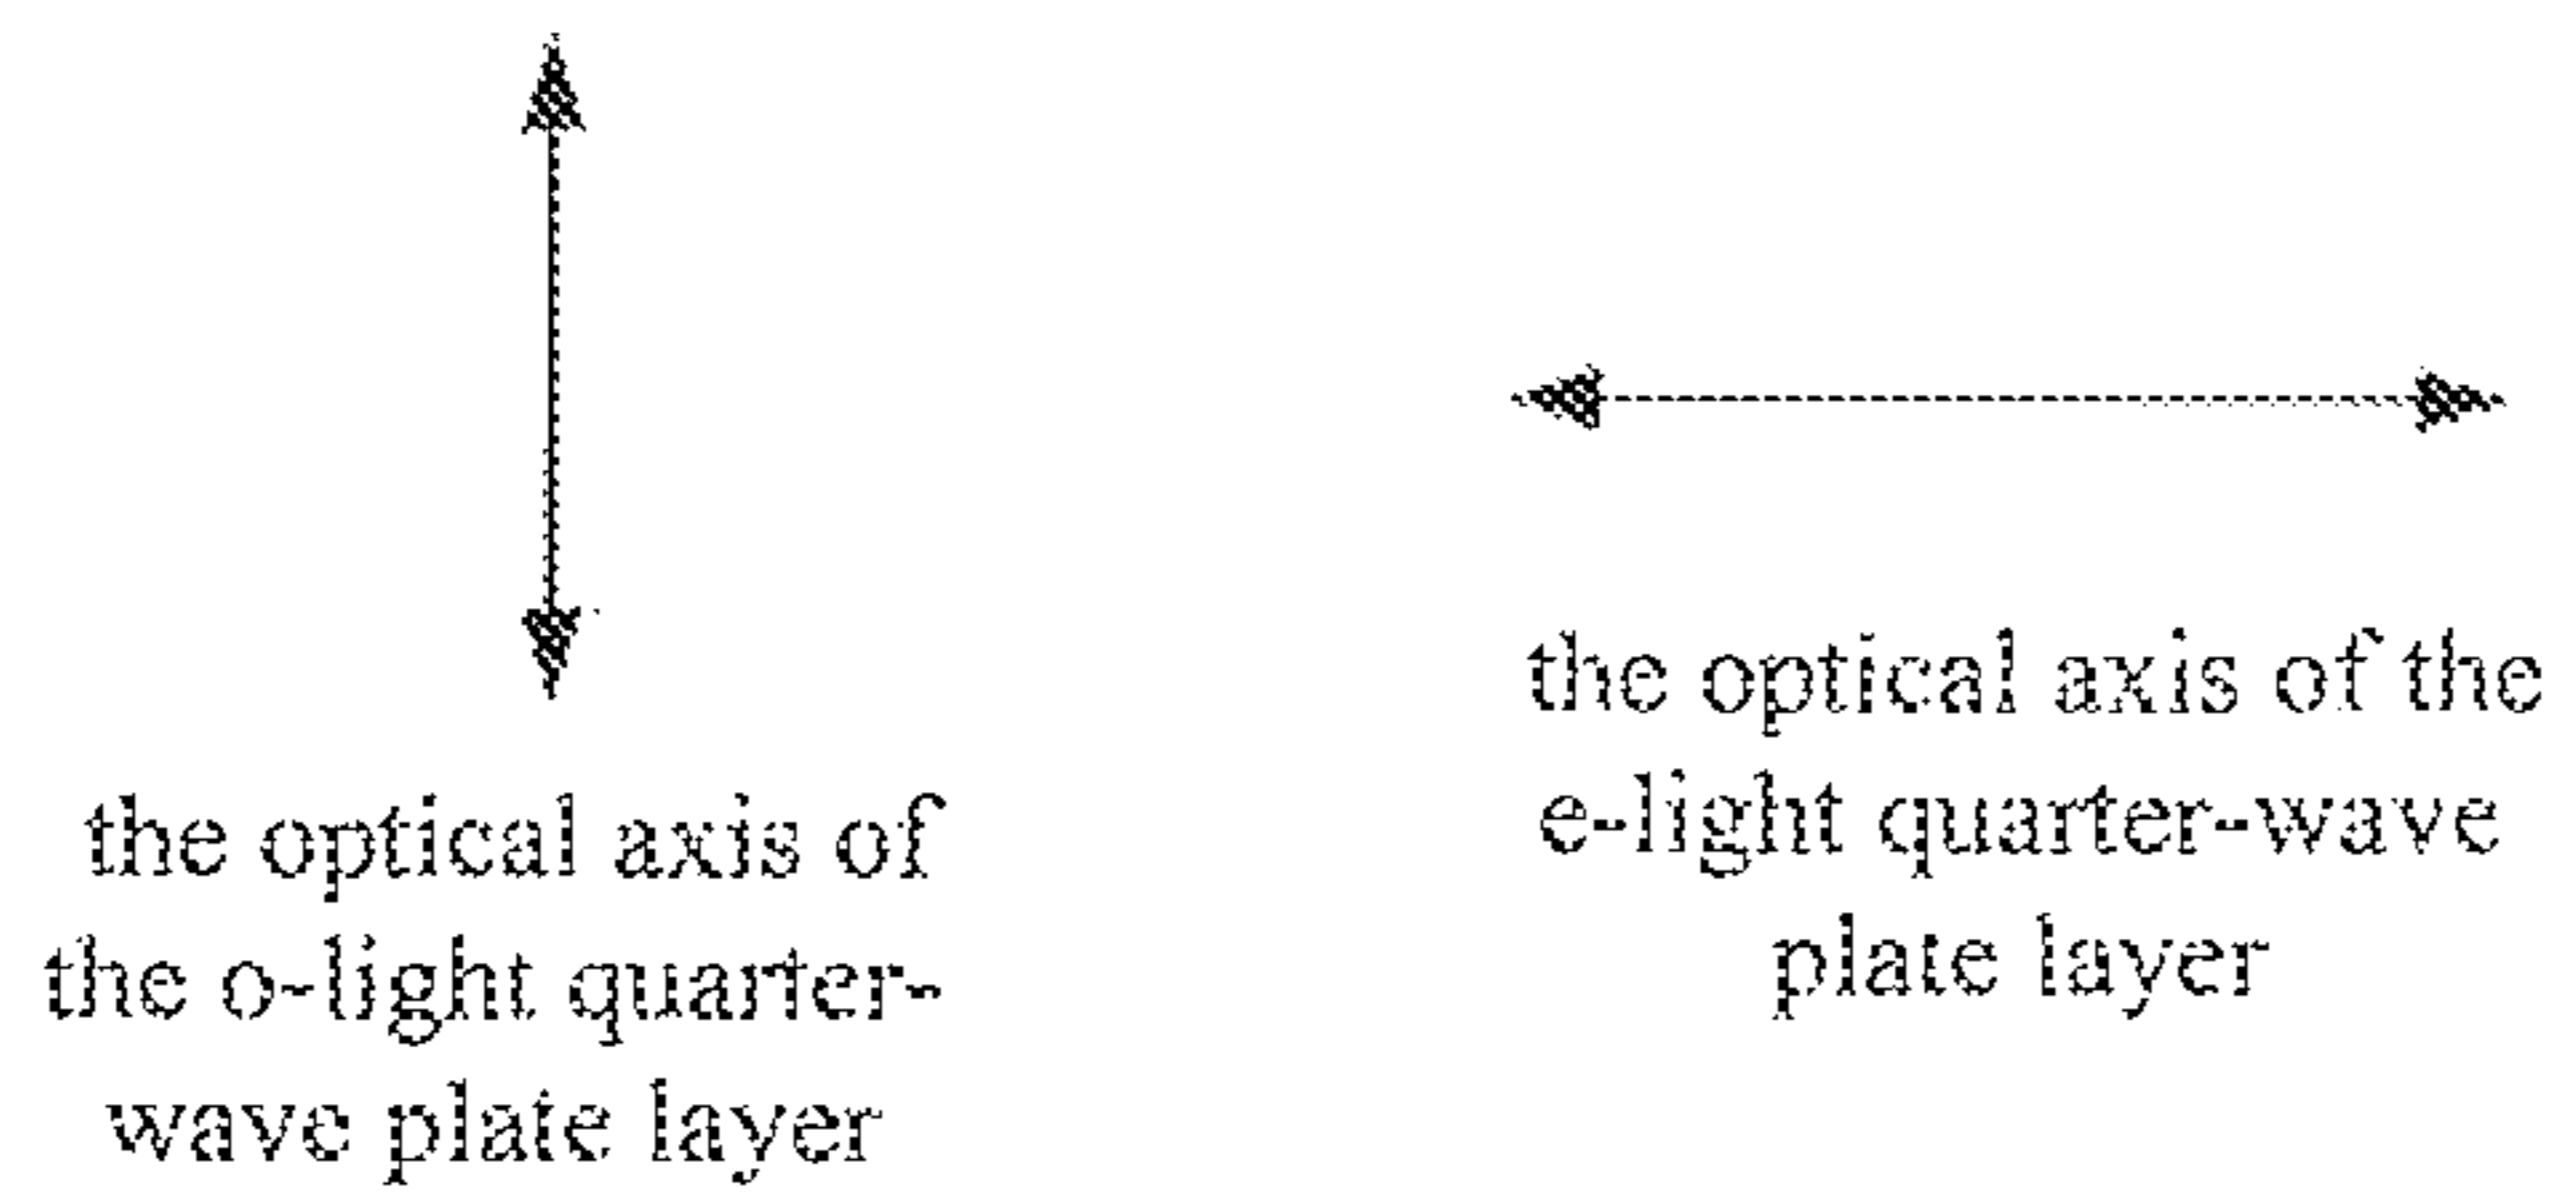 the optical axis of
the o-light quarter-
wave plate layer
the optical axis of the
e-light quarter-wave
plate layer